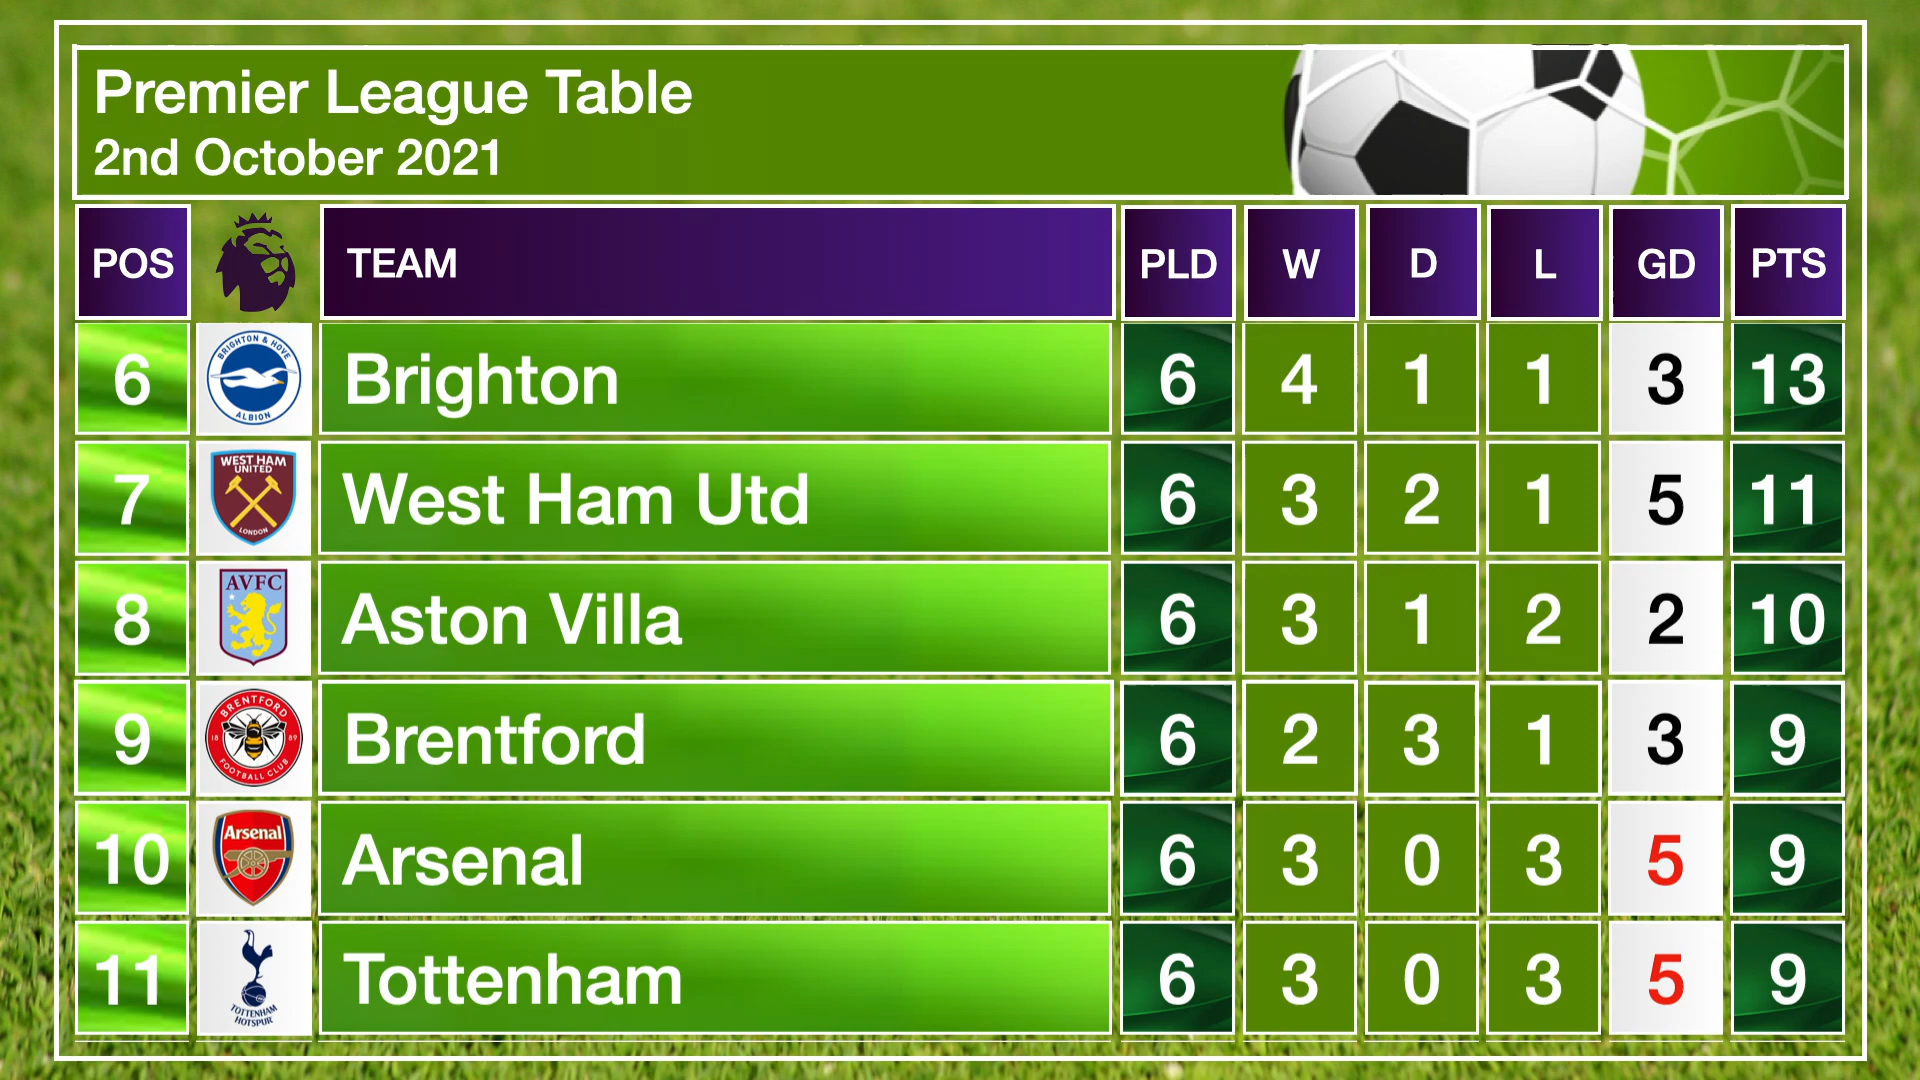 Premier League Table
2nd October 2021
POS TEAM PLD W D L GD PTS
6 BRIGHTON & HOVE ALBION Brighton 6 4 1 1 3 13
7 WEST HAM UNITED LONDON West Ham Utd 6 3 2 1 5 11
8 AVFC Aston Villa 6 3 1 2 2 10
9 BRENTFORD FOOTBALL CLUB 18 89 Brentford 6 2 3 1 3 9
10 Arsenal Arsenal 6 3 0 3 5 9
11 TOTTENHAM HOTSPUR Tottenham 6 3 0 3 5 9